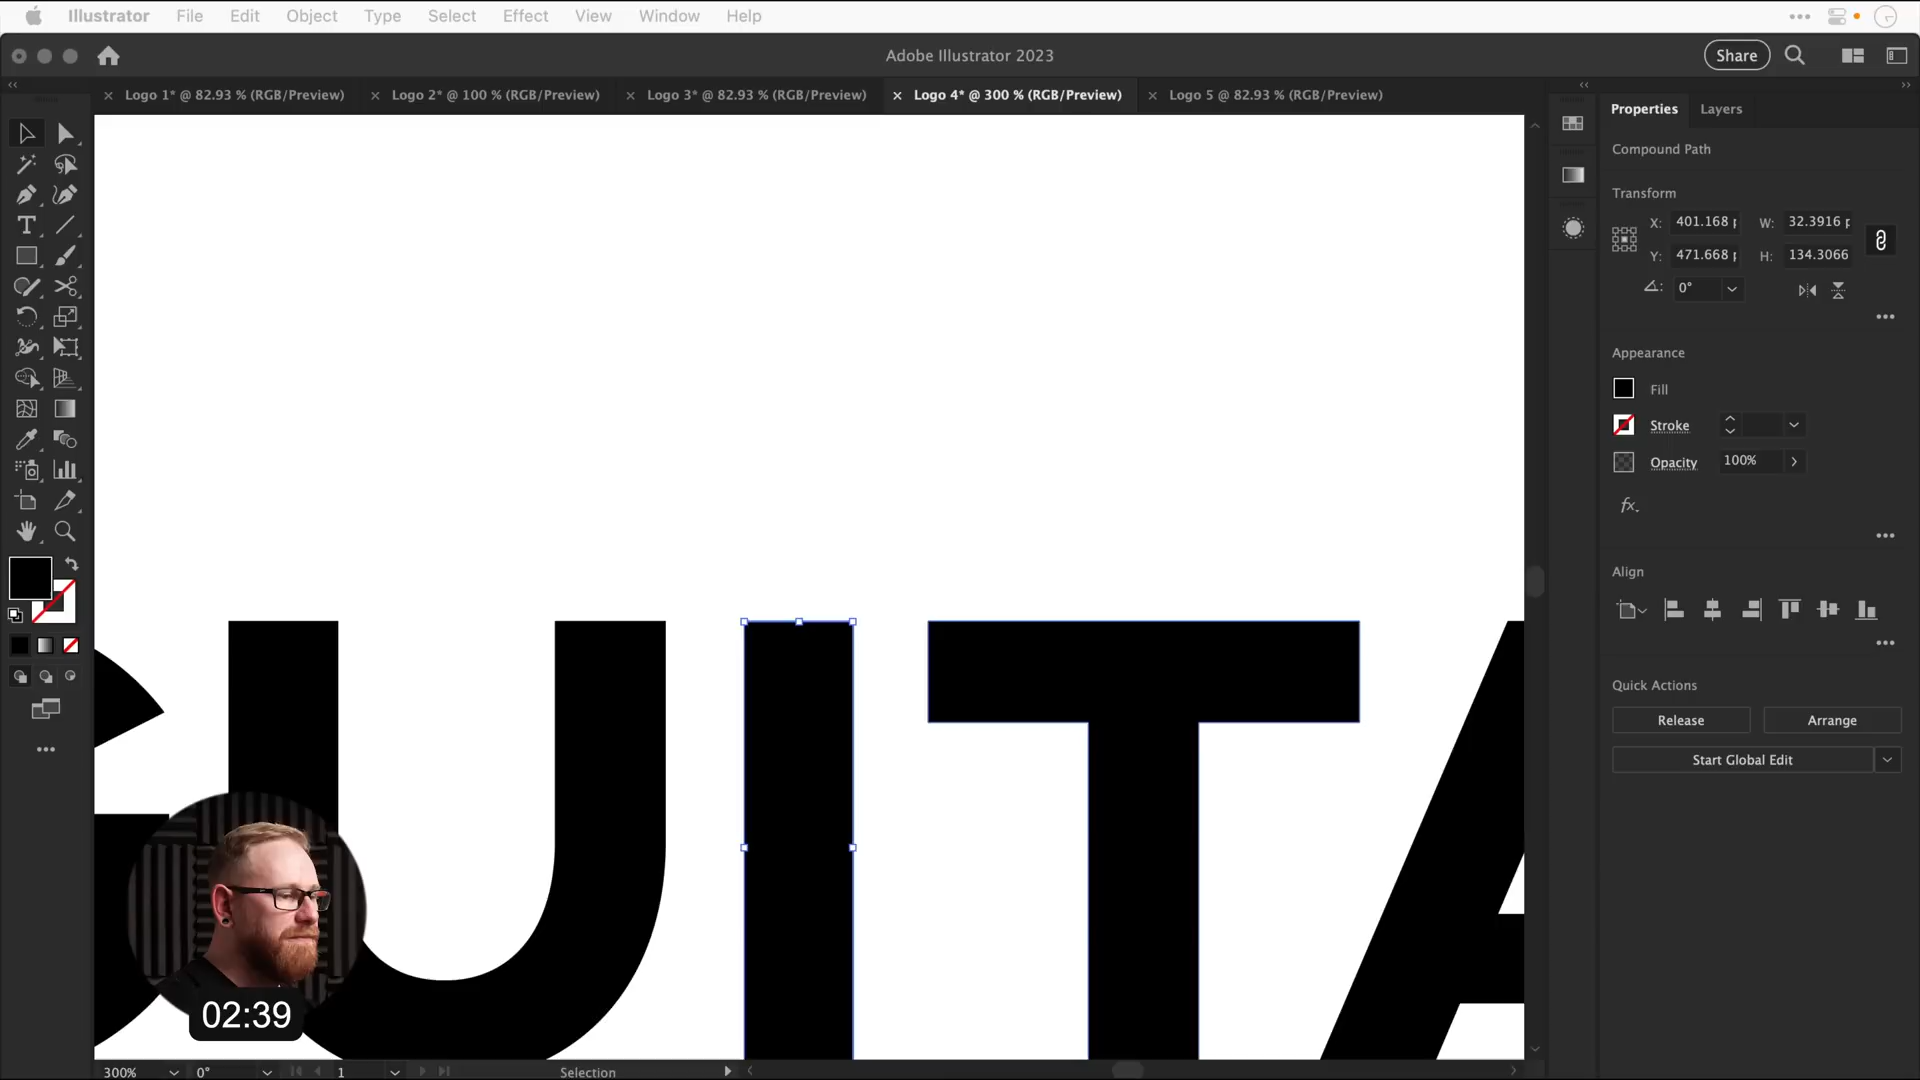 Illustrator File Edit Object Type Select Effect View Window Help
Adobe Illustrator 2023
Share
Logo 1* @ 82.93 % (RGB/Preview)
Logo 2* @ 100 % (RGB/Preview)
Logo 3* @ 82.93 % (RGB/Preview)
Logo 4* @ 300 % (RGB/Preview)
Logo 5 @ 82.93 % (RGB/Preview)
Properties Layers
Compound Path
Transform
X: 401.168 W: 32.3916 p
Y: 471.668 H: 134.3066
0°
Appearance
Fill
Stroke
Opacity 100%
fx
Align
Quick Actions
Release Arrange
Start Global Edit
GUITA
02:39
300% 0° 1 Selection